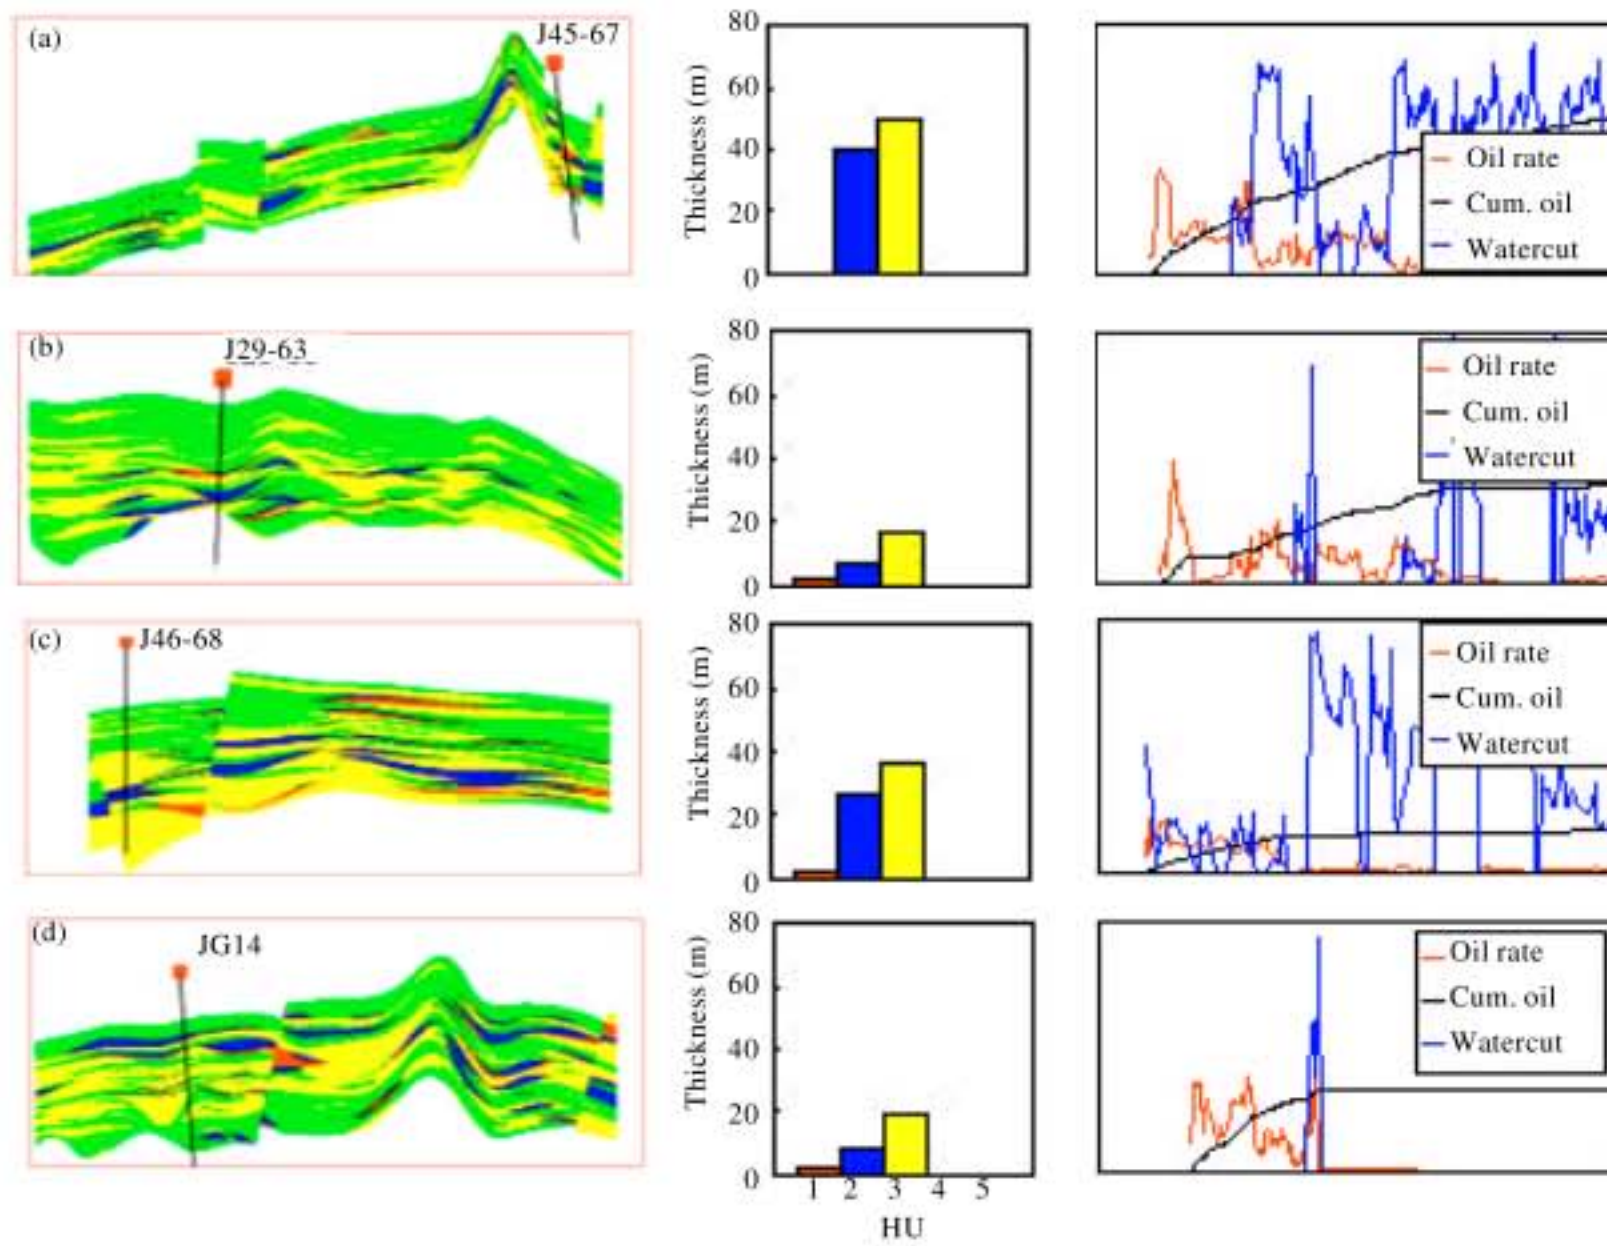 (a)
J45-67
80
60
40
20
0
Thickness (m)
Oil rate
Cum. oil
Watercut
(b)
J29-63
80
60
40
20
0
Thickness (m)
Oil rate
Cum. oil
Watercut
(c)
J46-68
80
60
40
20
0
Thickness (m)
Oil rate
Cum. oil
Watercut
(d)
JG14
80
60
40
20
0
Thickness (m)
1 2 3 4 5
HU
Oil rate
Cum. oil
Watercut